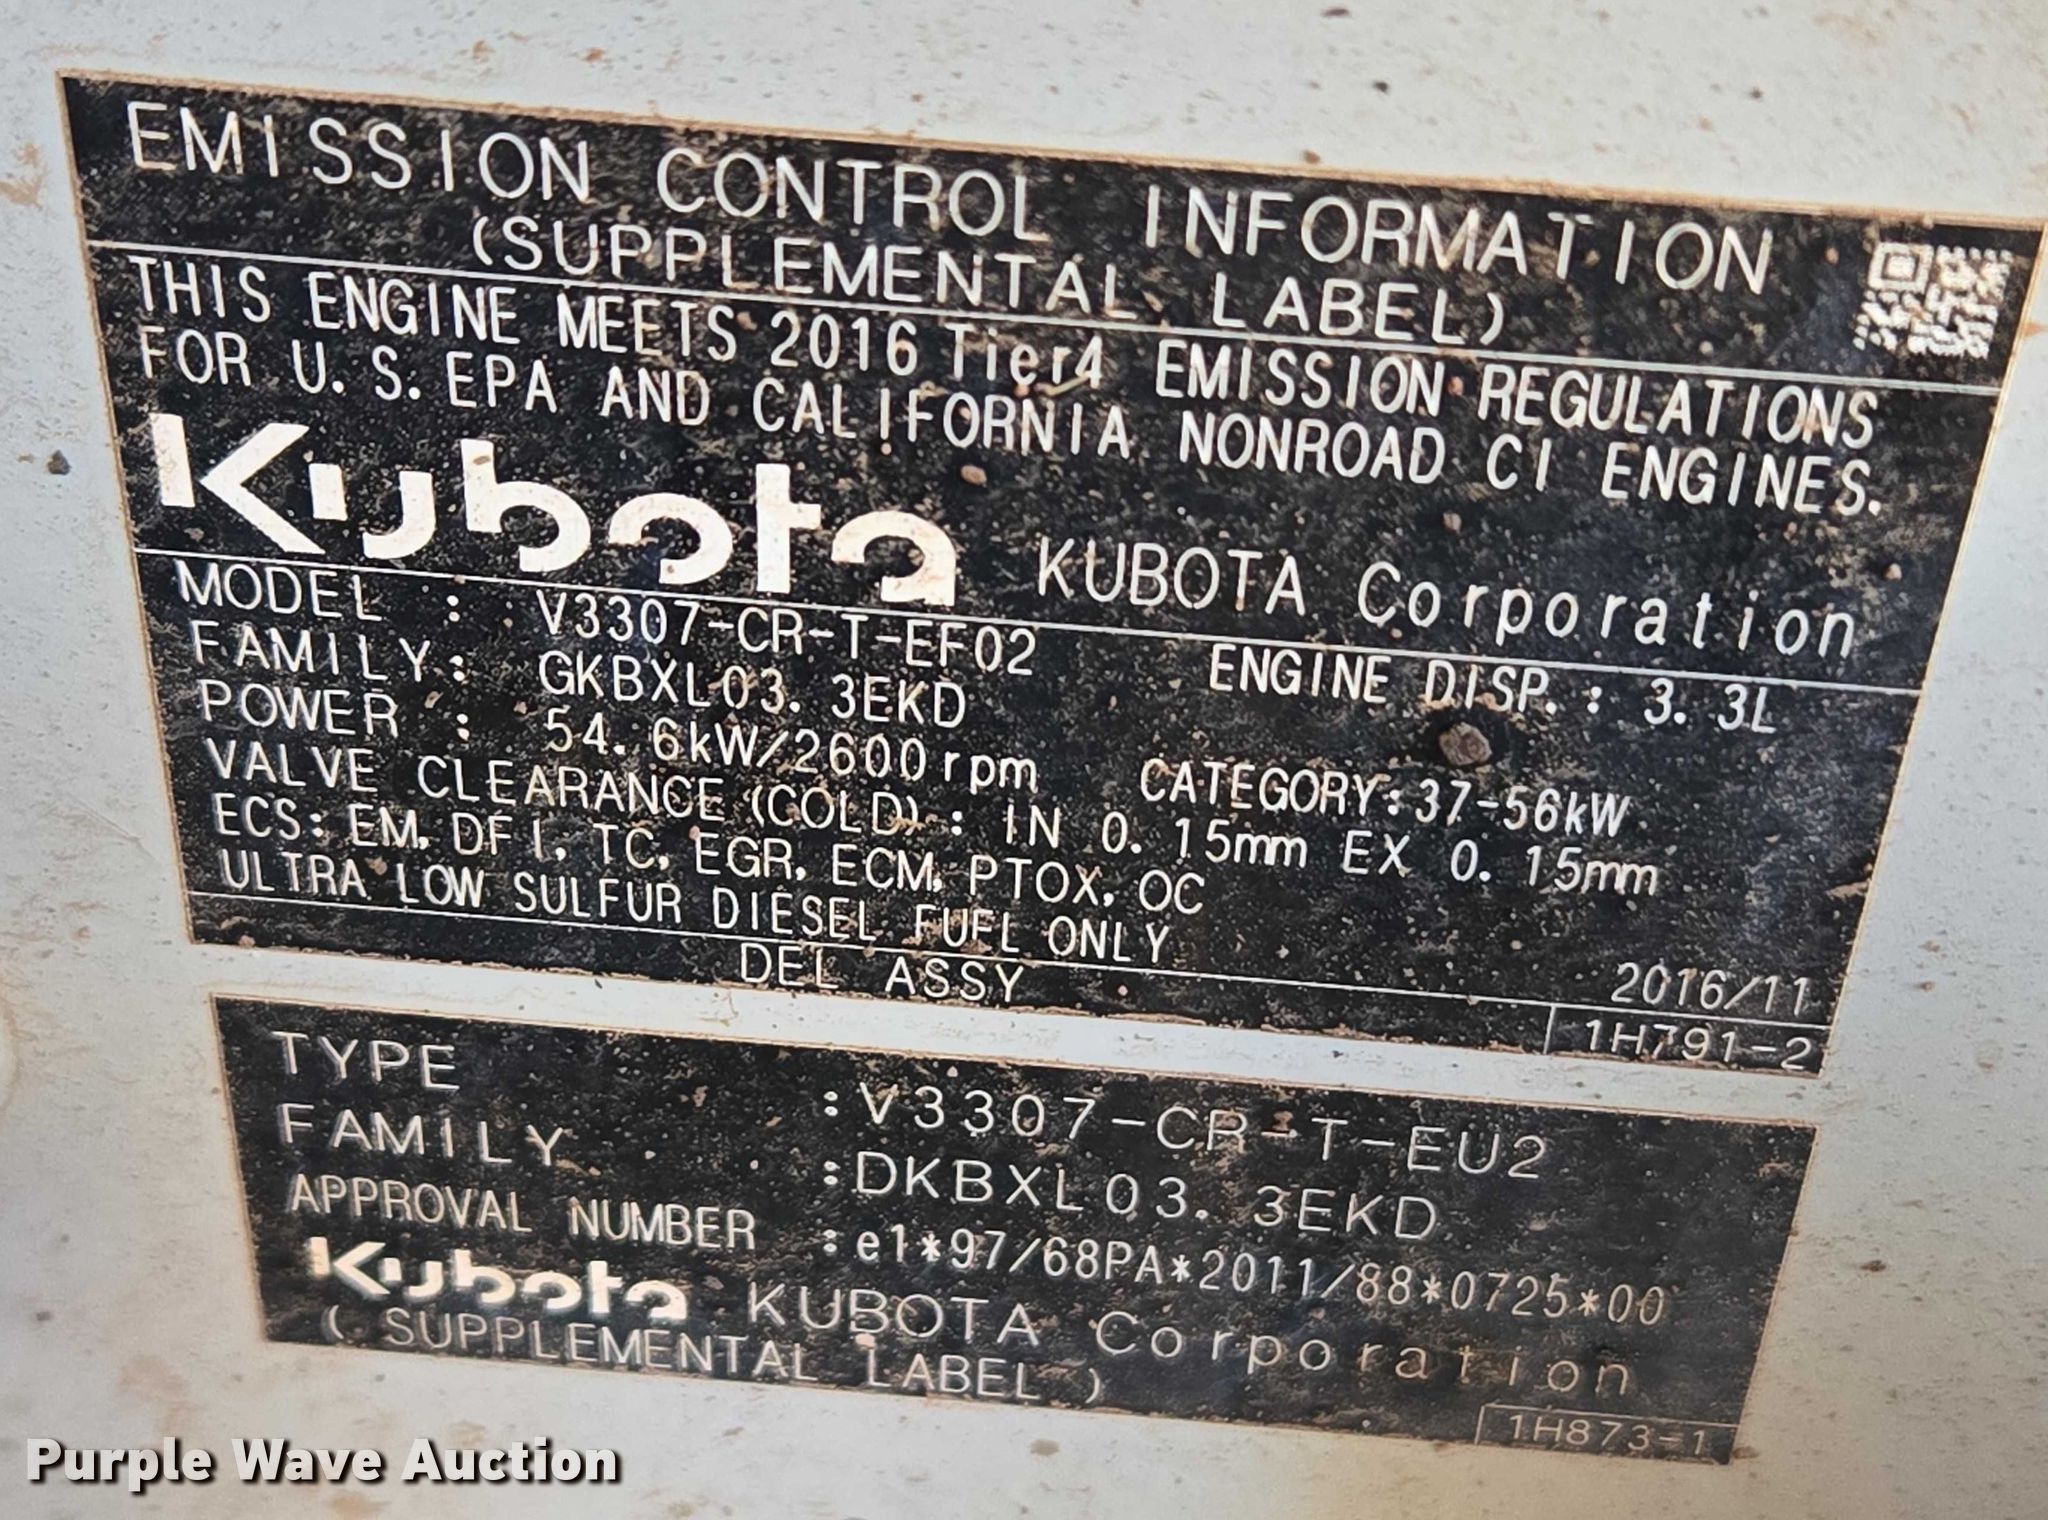 EMISSION CONTROL INFORMATION
(SUPPLEMENTAL LABEL)
THIS ENGINE MEETS 2016 Tier4 EMISSION REGULATIONS
FOR U.S. EPA AND CALIFORNIA NONROAD CI ENGINES.
Kubota KUBOTA Corporation
MODEL : V3307-CR-T-EF02 ENGINE DISP.: 3.3L
FAMILY: GKBXL03.3EKD
POWER : 54.6kW/2600rpm CATEGORY:37-56kW
VALVE CLEARANCE (COLD): IN 0.15mm EX 0.15mm
ECS: EM, DFI, TC, EGR, ECM, PTOX, OC
ULTRA LOW SULFUR DIESEL FUEL ONLY
2016/11
DEL ASSY
1H791-2
TYPE :V3307-CR-T-EU2
FAMILY :DKBXL03.3EKD
APPROVAL NUMBER :e1*97/68PA*2011/88*0725*00
Kubota KUBOTA Corporation
(SUPPLEMENTAL LABEL)
1H873-1
Purple Wave Auction